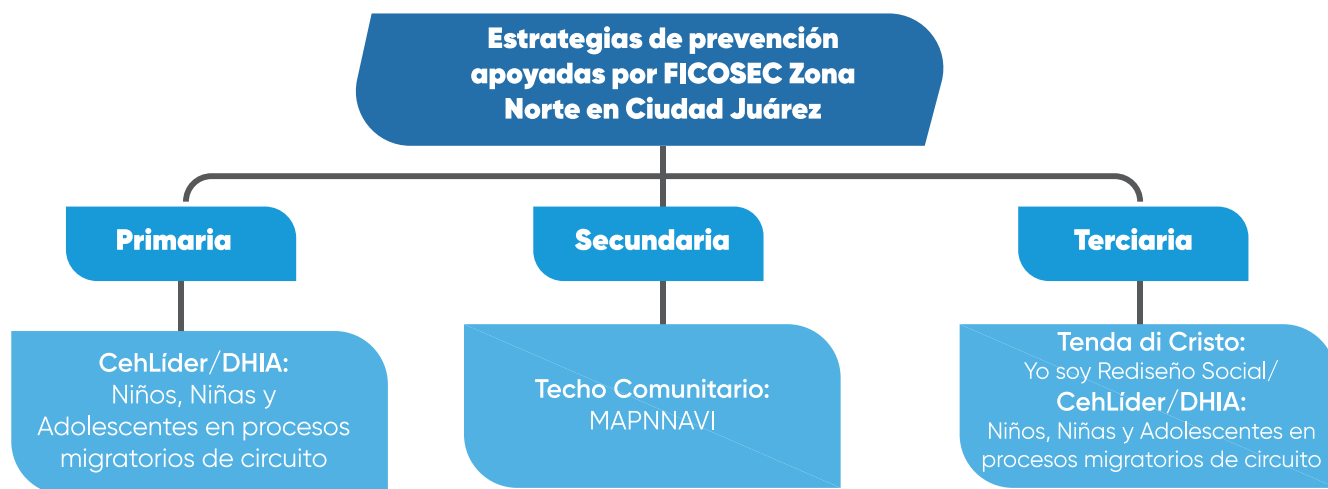 Estrategias de prevención
apoyadas por FICOSEC Zona
Norte en Ciudad Juárez
Primaria
Secundaria
Terciaria
CehLíder/DHIA:
Niños, Niñas y
Adolescentes en procesos
migratorios de circuito
Techo Comunitario:
MAPNNAVI
Tenda di Cristo:
Yo soy Rediseño Social/
CehLíder/DHIA:
Niños, Niñas y Adolescentes en
procesos migratorios de circuito